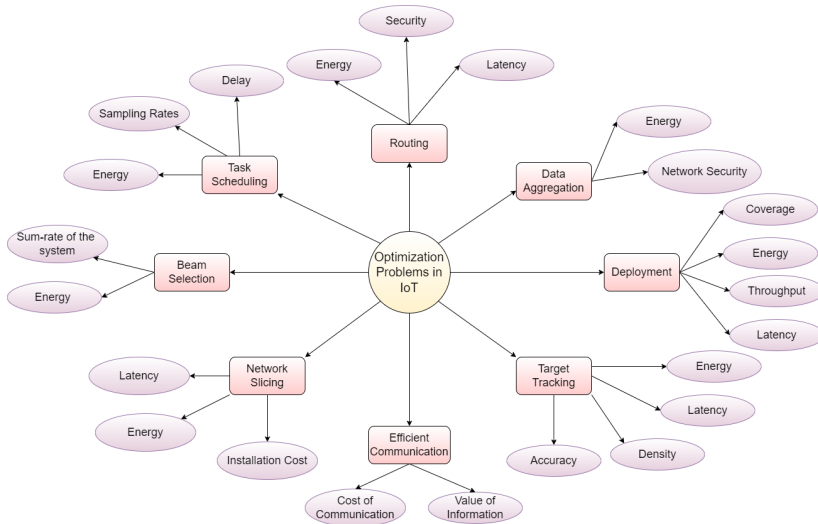 Security
Energy
Latency
Routing
Delay
Sampling Rates
Energy
Task
Scheduling
Energy
Network Security
Data
Aggregation
Sum-rate of the
system
Energy
Beam
Selection
Optimization
Problems in
IoT
Coverage
Energy
Throughput
Latency
Deployment
Latency
Energy
Installation Cost
Network
Slicing
Efficient
Communication
Cost of
Communication
Value of
Information
Target
Tracking
Energy
Latency
Density
Accuracy